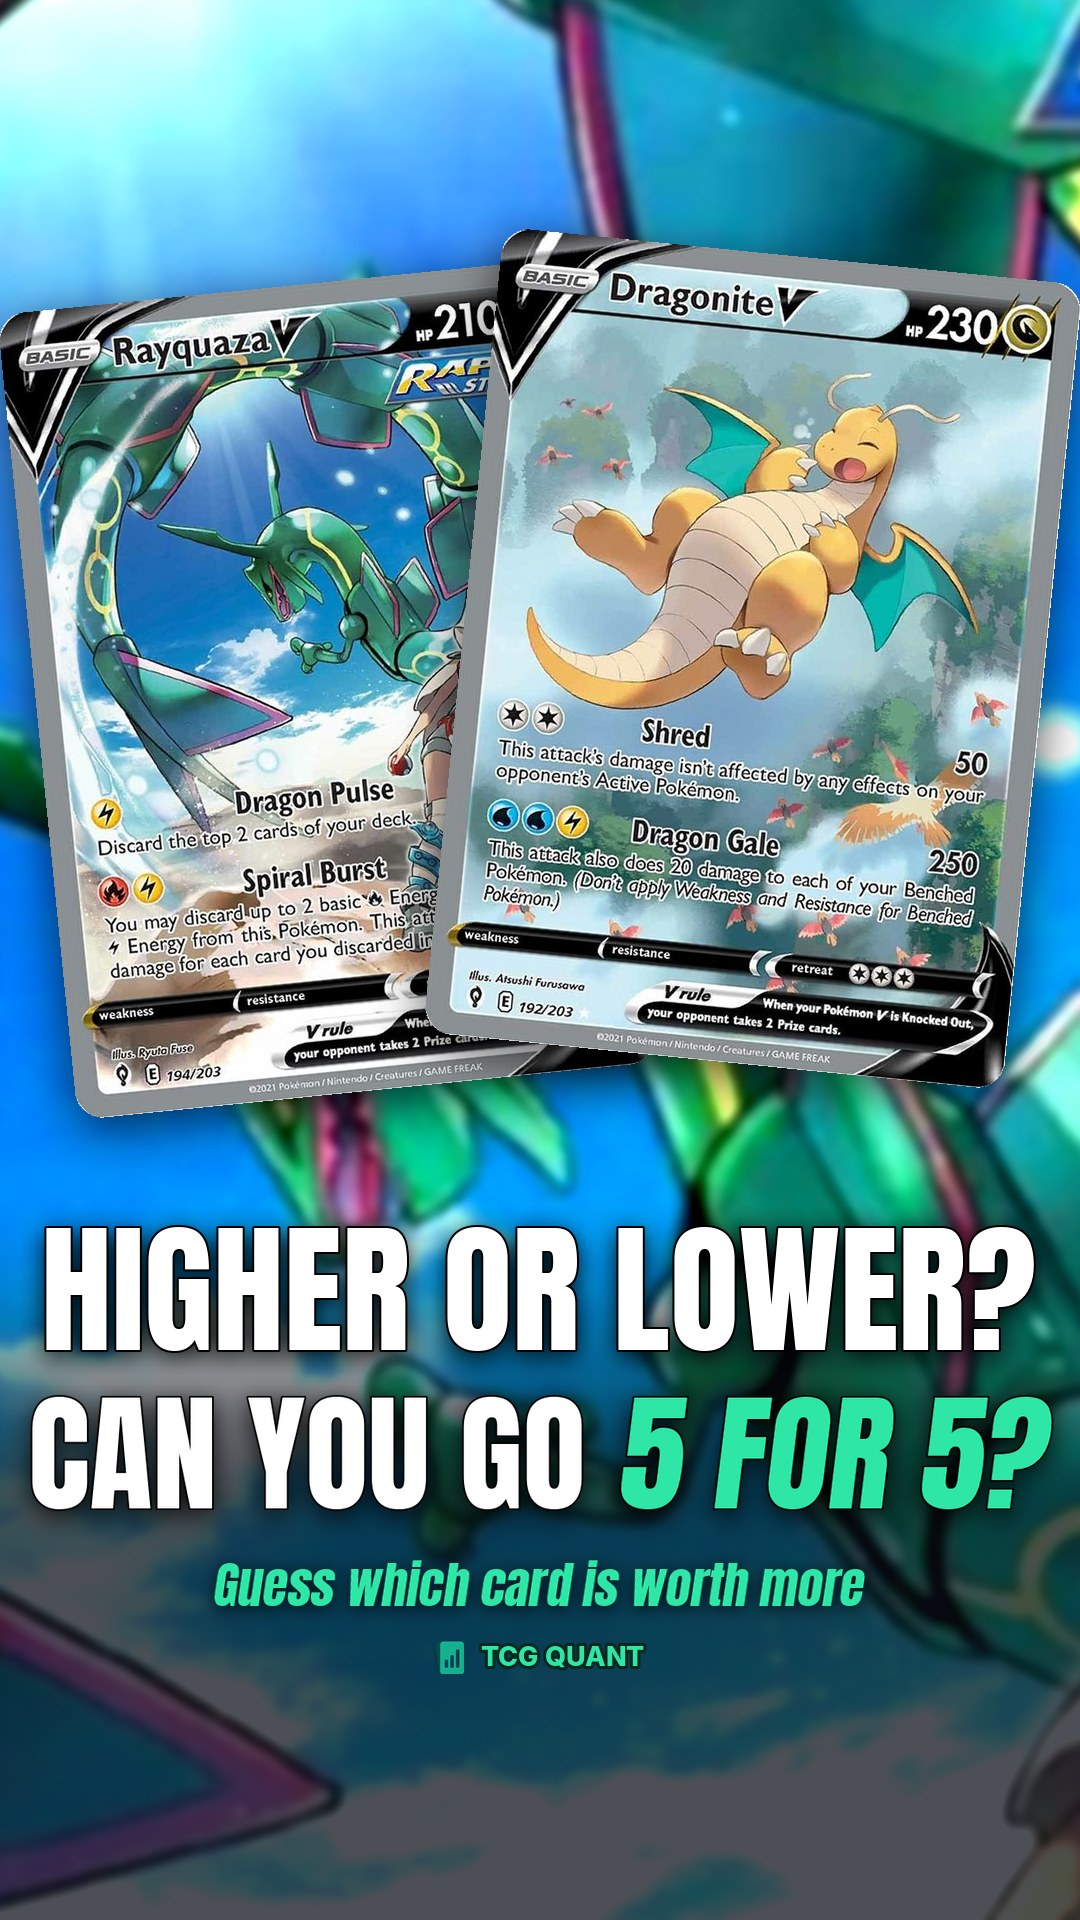 BASIC Rayquaza V HP 210
RAP
ST
Dragon Pulse
Discard the top 2 cards of your deck.
Spiral Burst
You may discard up to 2 basic Energ
Energy from this Pokémon. This att
damage for each card you discarded in
weakness resistance
V rule
your opponent takes 2 Prize cards.
Illus. Ryuta Fuse
E 194/203
©2021 Pokémon / Nintendo / Creatures / GAME FREAK
BASIC Dragonite V HP 230
Shred 50
This attack's damage isn't affected by any effects on your
opponent's Active Pokémon.
Dragon Gale 250
This attack also does 20 damage to each of your Benched
Pokémon. (Don't apply Weakness and Resistance for Benched
Pokémon.)
weakness resistance retreat
Illus. Atsushi Furusawa
E 192/203
V rule When your Pokémon V is Knocked Out,
your opponent takes 2 Prize cards.
©2021 Pokémon / Nintendo / Creatures / GAME FREAK
HIGHER OR LOWER?
CAN YOU GO 5 FOR 5?
Guess which card is worth more
TCG QUANT